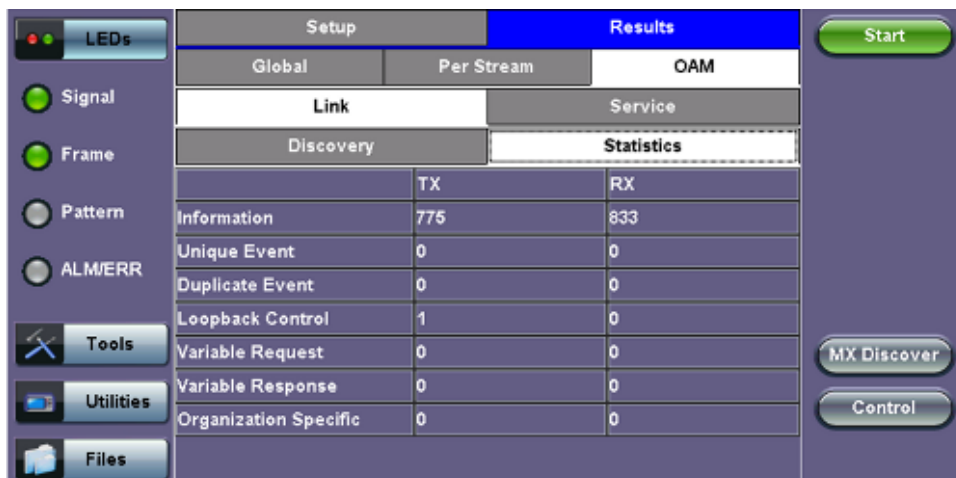 LEDs Setup Results Start
Global Per Stream OAM
Signal Link Service
Frame Discovery Statistics
TX RX
Pattern Information 775 833
Unique Event 0 0
ALM/ERR Duplicate Event 0 0
Loopback Control 1 0
Tools Variable Request 0 0 MX Discover
Variable Response 0 0
Utilities Organization Specific 0 0 Control
Files